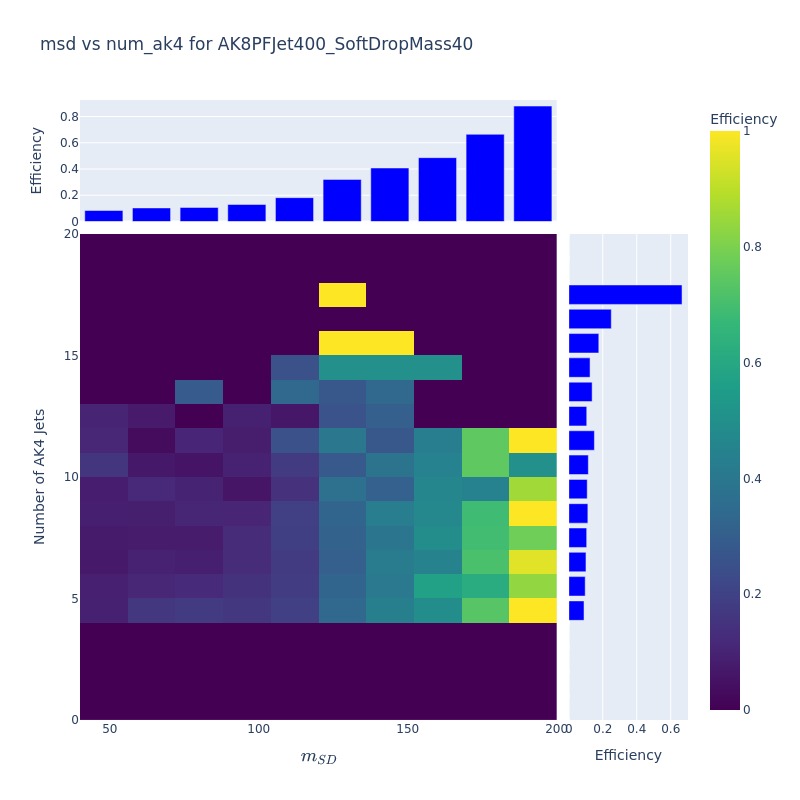 msd vs num_ak4 for AK8PFJet400_SoftDropMass40
Efficiency
0.8
0.6
0.4
0.2
0
Efficiency
1
0.8
0.6
0.4
0.2
0
Number of AK4 Jets
20
15
10
5
0
50 100 150 200
m_SD
0 0.2 0.4 0.6
Efficiency